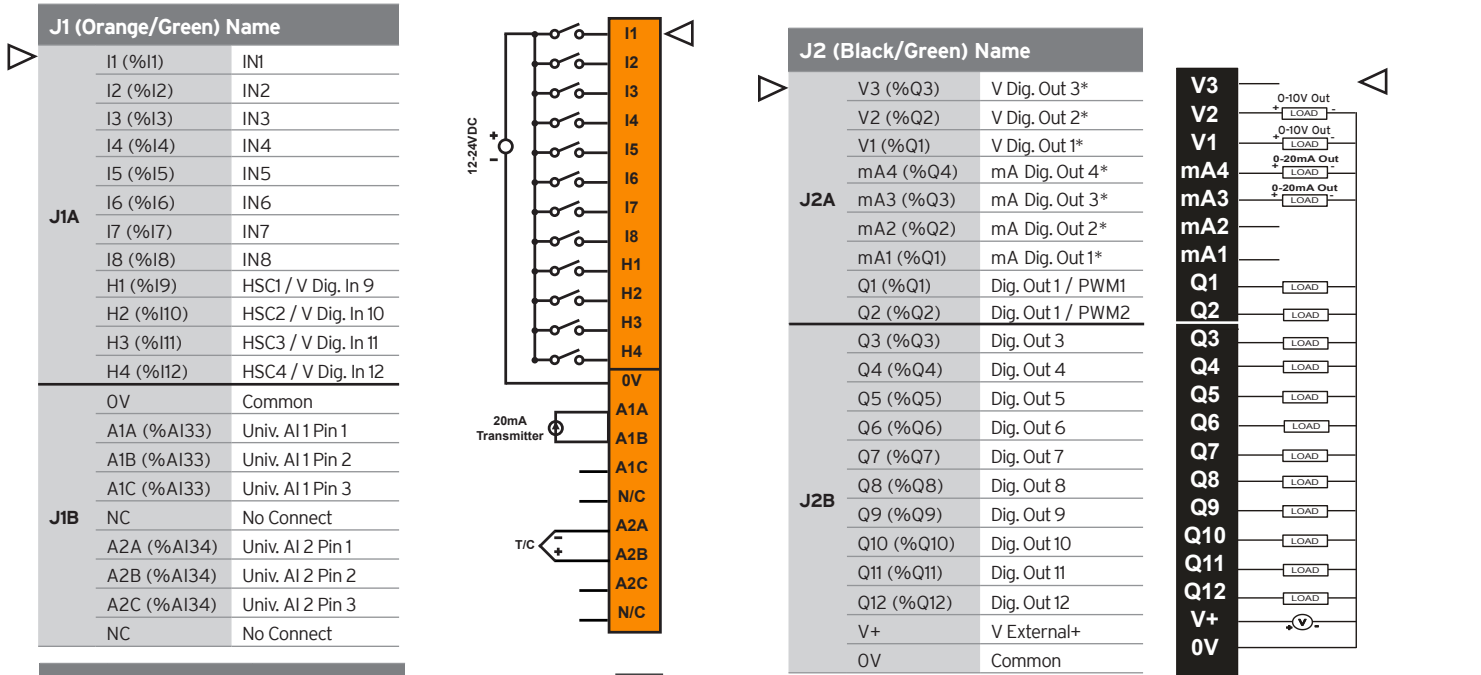 J1 (Orange/Green) Name
J1A
I1 (%I1) IN1
I2 (%I2) IN2
I3 (%I3) IN3
I4 (%I4) IN4
I5 (%I5) IN5
I6 (%I6) IN6
I7 (%I7) IN7
I8 (%I8) IN8
H1 (%I9) HSC1 / V Dig. In 9
H2 (%I10) HSC2 / V Dig. In 10
H3 (%I11) HSC3 / V Dig. In 11
H4 (%I12) HSC4 / V Dig. In 12
J1B
0V Common
A1A (%AI33) Univ. AI 1 Pin 1
A1B (%AI33) Univ. AI 1 Pin 2
A1C (%AI33) Univ. AI 1 Pin 3
NC No Connect
A2A (%AI34) Univ. AI 2 Pin 1
A2B (%AI34) Univ. AI 2 Pin 2
A2C (%AI34) Univ. AI 2 Pin 3
NC No Connect
12-24VDC
+
-
20mA
Transmitter
T/C
-
+
I1
I2
I3
I4
I5
I6
I7
I8
H1
H2
H3
H4
0V
A1A
A1B
A1C
N/C
A2A
A2B
A2C
N/C
J2 (Black/Green) Name
J2A
V3 (%Q3) V Dig. Out 3*
V2 (%Q2) V Dig. Out 2*
V1 (%Q1) V Dig. Out 1*
mA4 (%Q4) mA Dig. Out 4*
mA3 (%Q3) mA Dig. Out 3*
mA2 (%Q2) mA Dig. Out 2*
mA1 (%Q1) mA Dig. Out 1*
Q1 (%Q1) Dig. Out 1 / PWM1
Q2 (%Q2) Dig. Out 1 / PWM2
J2B
Q3 (%Q3) Dig. Out 3
Q4 (%Q4) Dig. Out 4
Q5 (%Q5) Dig. Out 5
Q6 (%Q6) Dig. Out 6
Q7 (%Q7) Dig. Out 7
Q8 (%Q8) Dig. Out 8
Q9 (%Q9) Dig. Out 9
Q10 (%Q10) Dig. Out 10
Q11 (%Q11) Dig. Out 11
Q12 (%Q12) Dig. Out 12
V+ V External+
0V Common
V3
0-10V Out
V2 + LOAD -
0-10V Out
V1 + LOAD -
0-20mA Out
mA4 + LOAD -
0-20mA Out
mA3 + LOAD -
mA2
mA1
Q1 LOAD
Q2 LOAD
Q3 LOAD
Q4 LOAD
Q5 LOAD
Q6 LOAD
Q7 LOAD
Q8 LOAD
Q9 LOAD
Q10 LOAD
Q11 LOAD
Q12 LOAD
V+ + V -
0V